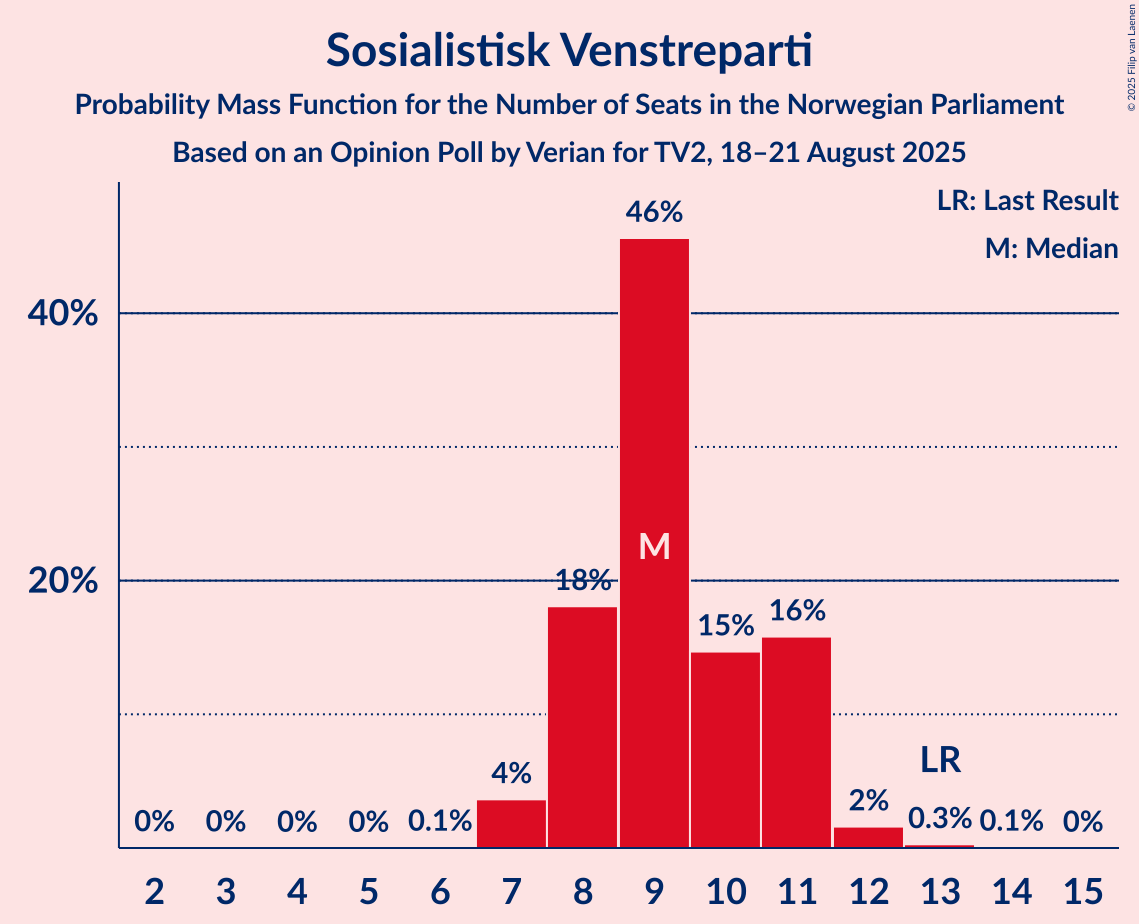 Sosialistisk Venstreparti
Probability Mass Function for the Number of Seats in the Norwegian Parliament
Based on an Opinion Poll by Verian for TV2, 18–21 August 2025
© 2025 Filip van Laenen
LR: Last Result
M: Median
46%
40%
M
20%
18%
16%
15%
LR
4%
2%
0% 0% 0% 0% 0.1% 0.3% 0.1% 0%
2 3 4 5 6 7 8 9 10 11 12 13 14 15